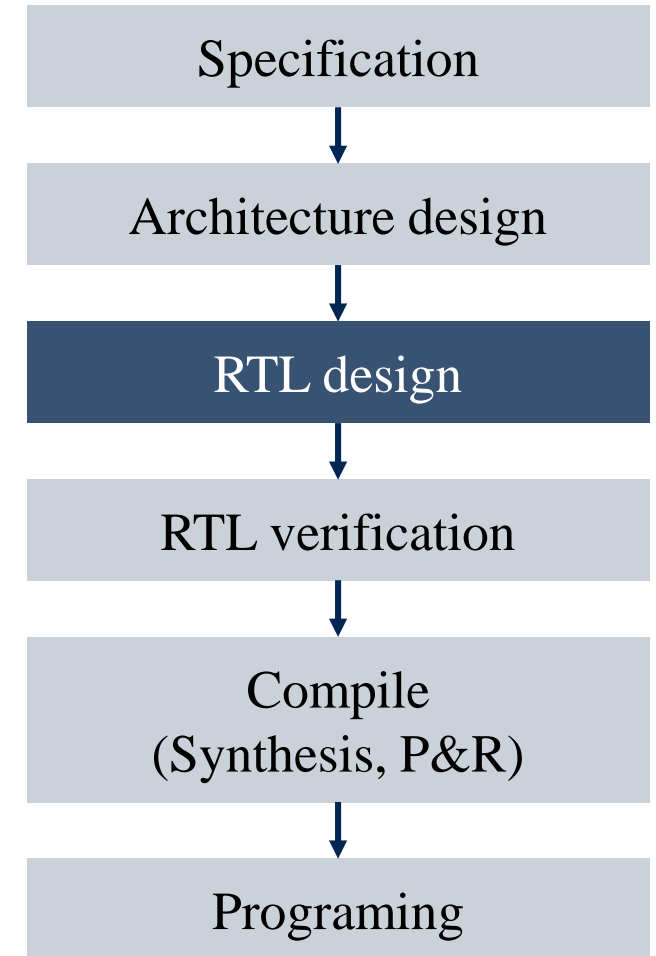 Specification
Architecture design
RTL design
RTL verification
Compile
(Synthesis, P&R)
Programing